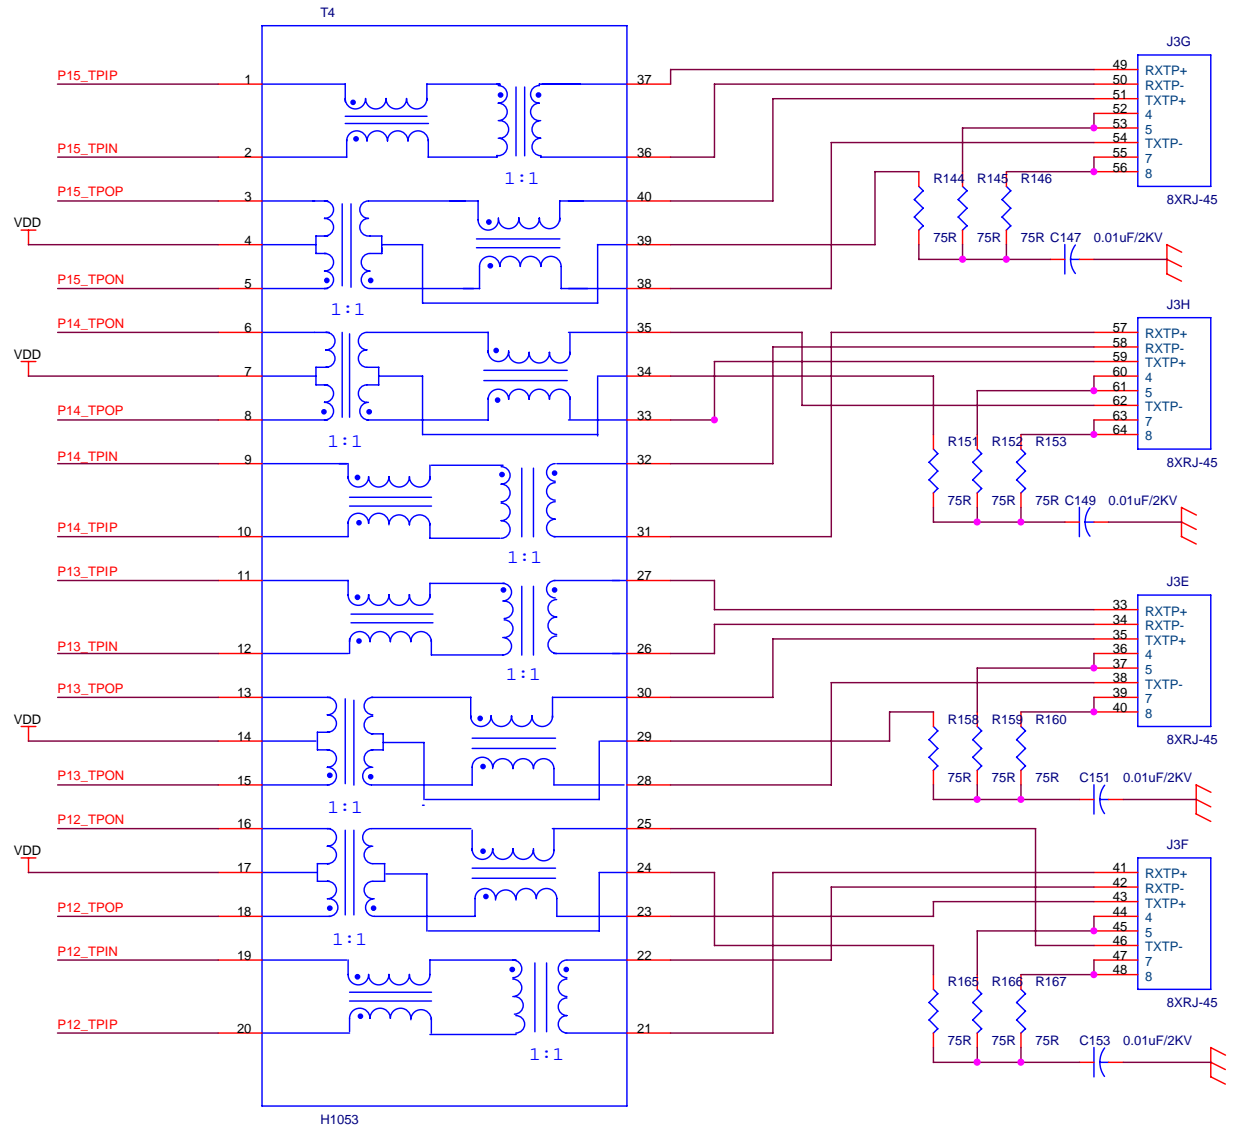 T4
J3G
P15_TPIP 1 37 49 RXTP+
50 RXTP-
51 TXTP+
52 4
53 5
P15_TPIN 2 36 54 TXTP-
55 7
56 8
1:1
R144 R145 R146
P15_TPOP 3 40 8XRJ-45
VDD
4 39 75R 75R 75R C147 0.01uF/2KV
P15_TPON 5 38
1:1
J3H
P14_TPON 6 35 57 RXTP+
58 RXTP-
VDD
59 TXTP+
7 34 60 4
61 5
62 TXTP-
P14_TPOP 8 33 63 7
64 8
1:1
R151 R152 R153
P14_TPIN 9 32 8XRJ-45
75R 75R 75R C149 0.01uF/2KV
P14_TPIP 10 31
1:1
P13_TPIP 11 27 J3E
33 RXTP+
34 RXTP-
35 TXTP+
P13_TPIN 12 26 36 4
37 5
1:1
38 TXTP-
P13_TPOP 13 30 39 7
40 8
VDD
R158 R159 R160
14 29 8XRJ-45
P13_TPON 15 28 75R 75R 75R C151 0.01uF/2KV
1:1
P12_TPON 16 25
J3F
VDD
17 24 41 RXTP+
42 RXTP-
43 TXTP+
P12_TPOP 18 23 44 4
45 5
1:1
46 TXTP-
P12_TPIN 19 22 47 7
48 8
R165 R166 R167
8XRJ-45
P12_TPIP 20 21 75R 75R 75R C153 0.01uF/2KV
1:1
H1053